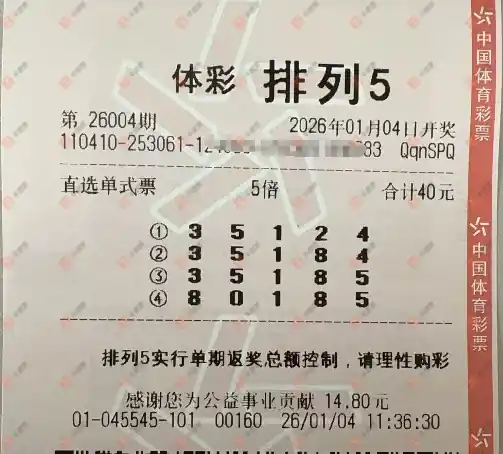 体彩 排列5
第 26004期 2026年01月04日开奖
110410-253061-1 83 QqnSPQ
直选单式票 5倍 合计40元
① 3 5 1 2 4
② 3 5 1 8 4
③ 3 5 1 8 5
④ 8 0 1 8 5
排列5实行单期返奖总额控制，请理性购彩
感谢您为公益事业贡献 14.80元
01-045545-101 00160 26/01/04 11:36:30
中国体育彩票
中国体育彩票